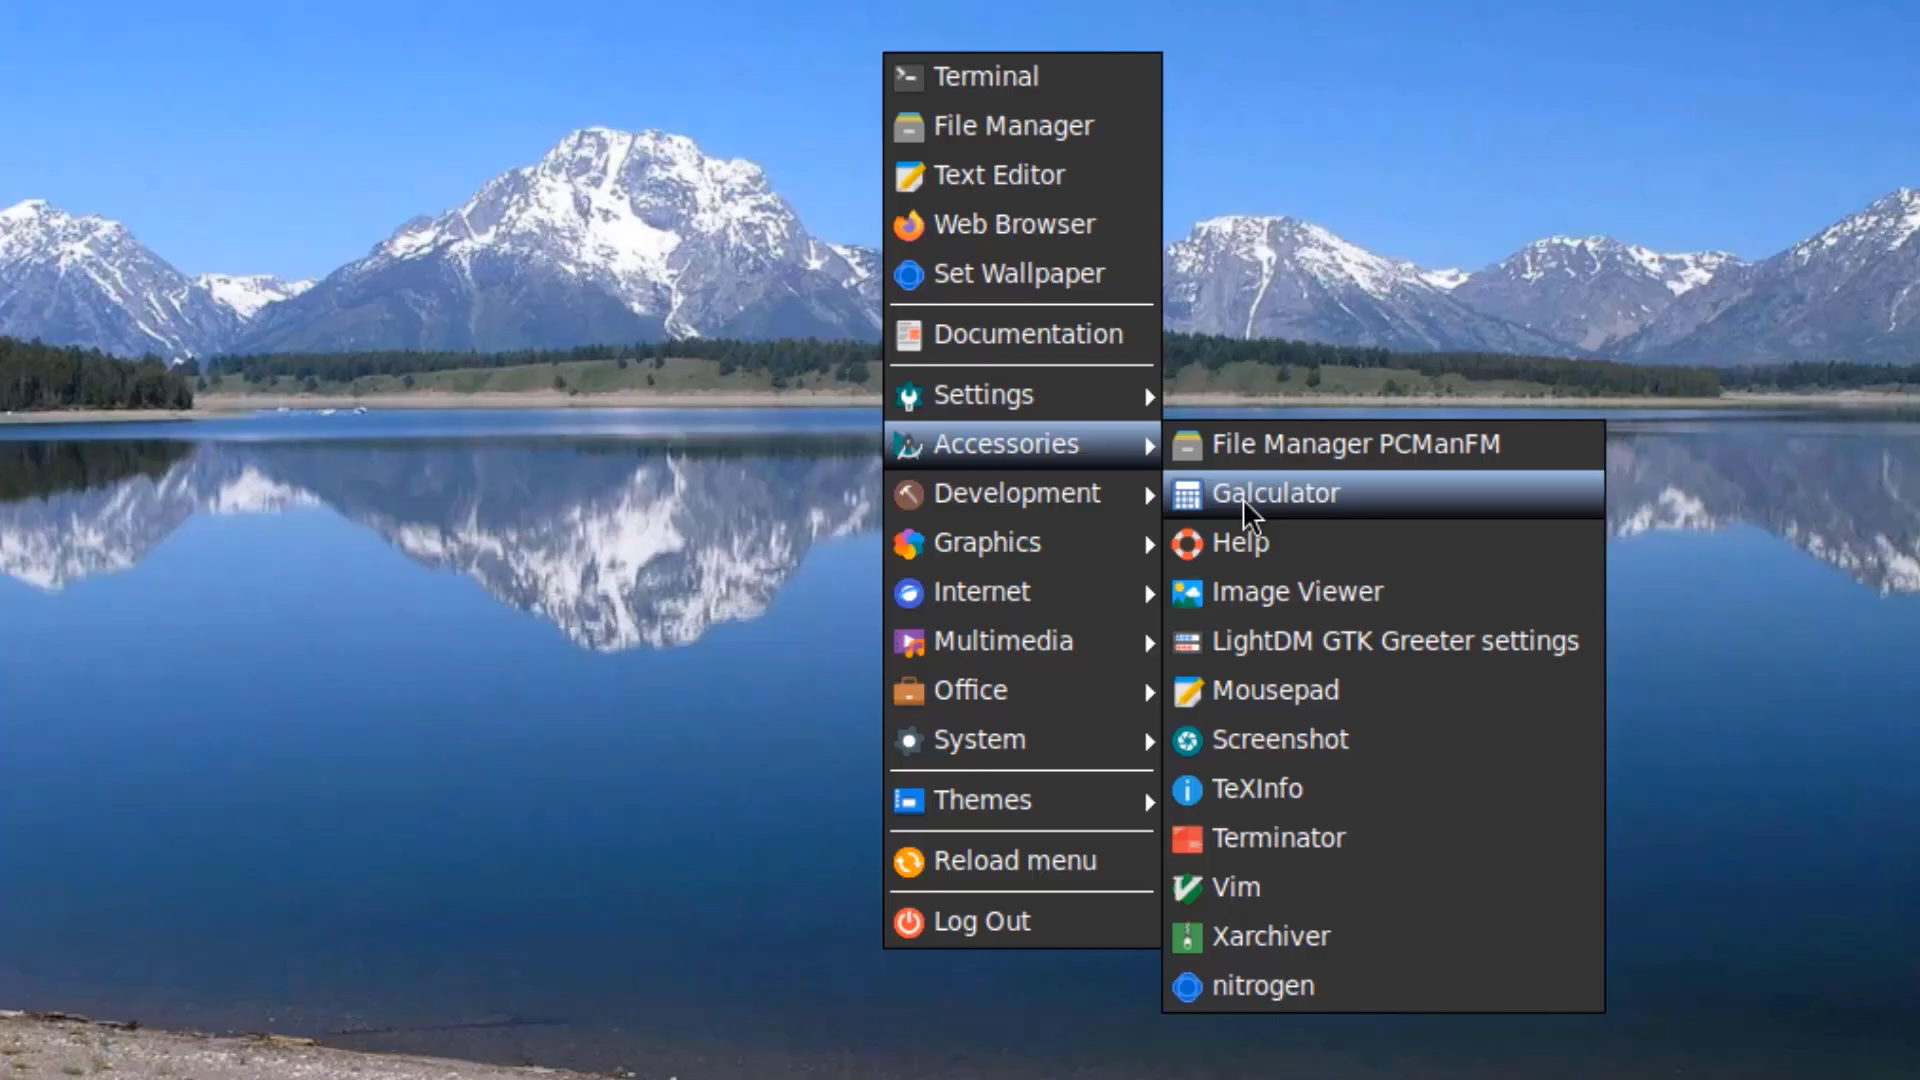 Terminal
File Manager
Text Editor
Web Browser
Set Wallpaper
Documentation
Settings
Accessories
Development
Graphics
Internet
Multimedia
Office
System
Themes
Reload menu
Log Out
File Manager PCManFM
Galculator
Help
Image Viewer
LightDM GTK Greeter settings
Mousepad
Screenshot
TeXInfo
Terminator
Vim
Xarchiver
nitrogen